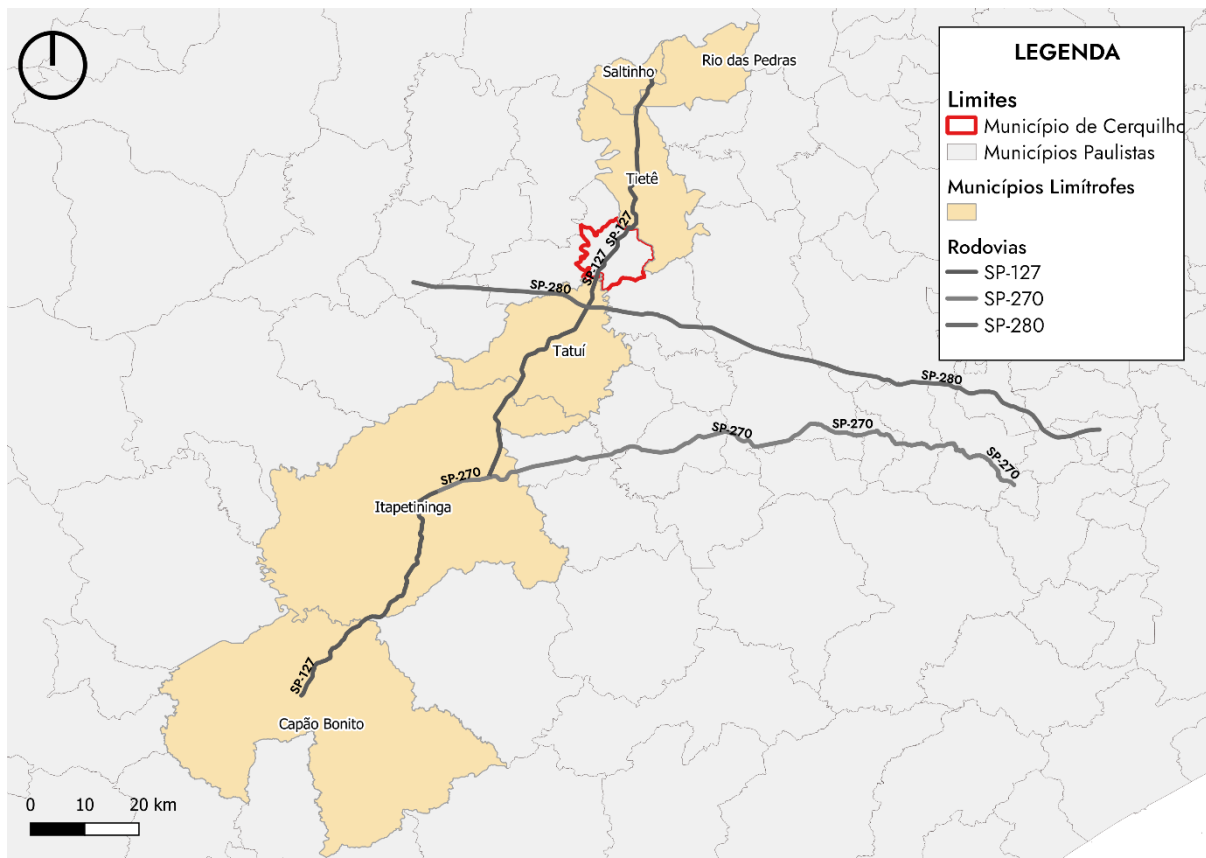 LEGENDA
Limites
Município de Cerquilho
Municípios Paulistas
Municípios Limítrofes
Rodovias
SP-127
SP-270
SP-280
Rio das Pedras
Saltinho
Tietê
SP-127
SP-127
SP-280
Tatuí
SP-280
SP-270
SP-270
SP-270
SP-270
Itapetininga
SP-127
Capão Bonito
0 10 20 km